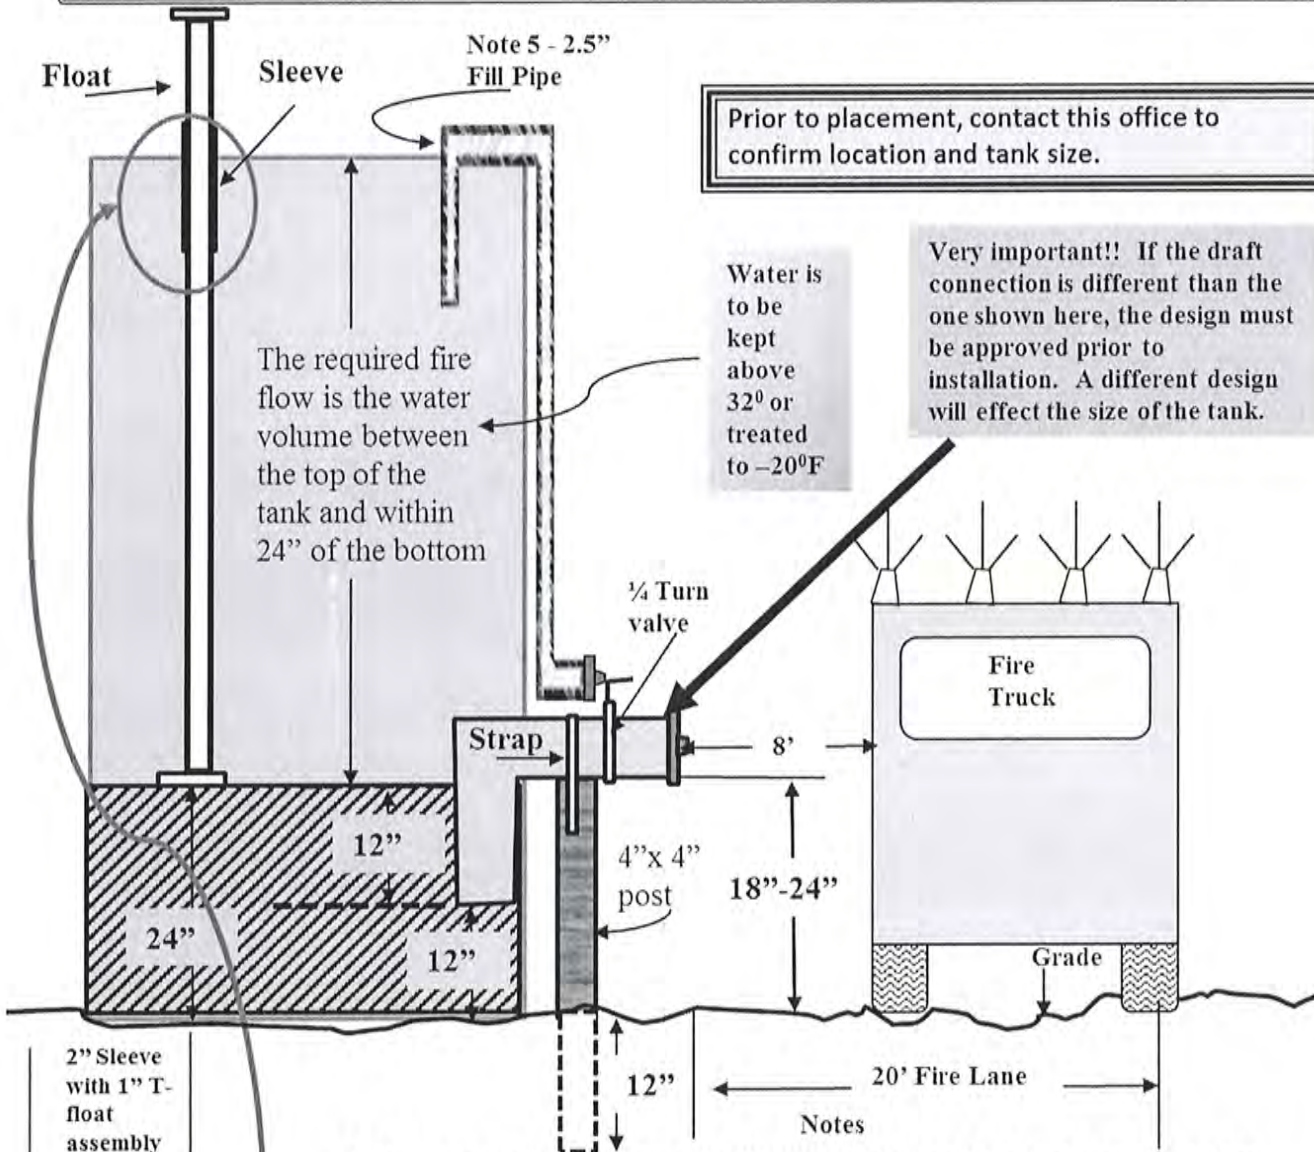 Float
Sleeve
Note 5 - 2.5”
Fill Pipe
Prior to placement, contact this office to
confirm location and tank size.
Water is
to be
kept
above
32⁰ or
treated
to –20⁰F
Very important!! If the draft
connection is different than the
one shown here, the design must
be approved prior to
installation. A different design
will effect the size of the tank.
The required fire
flow is the water
volume between
the top of the
tank and within
24” of the bottom
¼ Turn
valve
Fire
Truck
Strap
8’
12”
4”x 4”
post
18”-24”
24”
12”
Grade
2” Sleeve
with 1” T-
float
assembly
12”
20’ Fire Lane
Notes